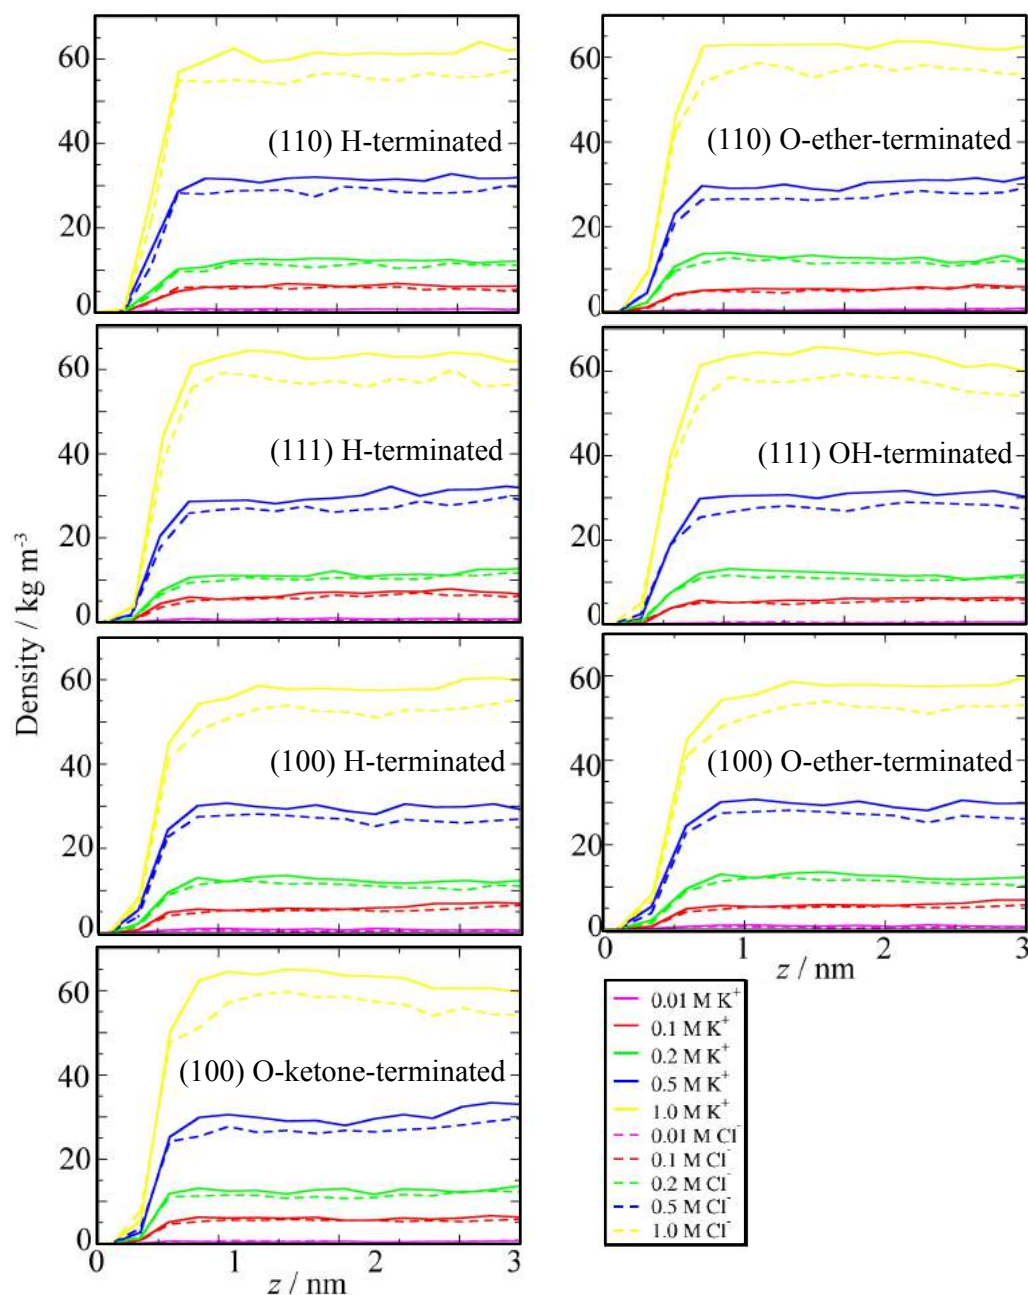 60
40
20
0
(110) H-terminated
60
40
20
0
(110) O-ether-terminated
60
40
20
0
(111) H-terminated
60
40
20
0
(111) OH-terminated
Density / kg m⁻³
60
40
20
0
(100) H-terminated
60
40
20
0
(100) O-ether-terminated
0 1 2 3
z / nm
60
40
20
0
(100) O-ketone-terminated
0 1 2 3
z / nm
0.01 M K⁺
0.1 M K⁺
0.2 M K⁺
0.5 M K⁺
1.0 M K⁺
0.01 M Cl⁻
0.1 M Cl⁻
0.2 M Cl⁻
0.5 M Cl⁻
1.0 M Cl⁻